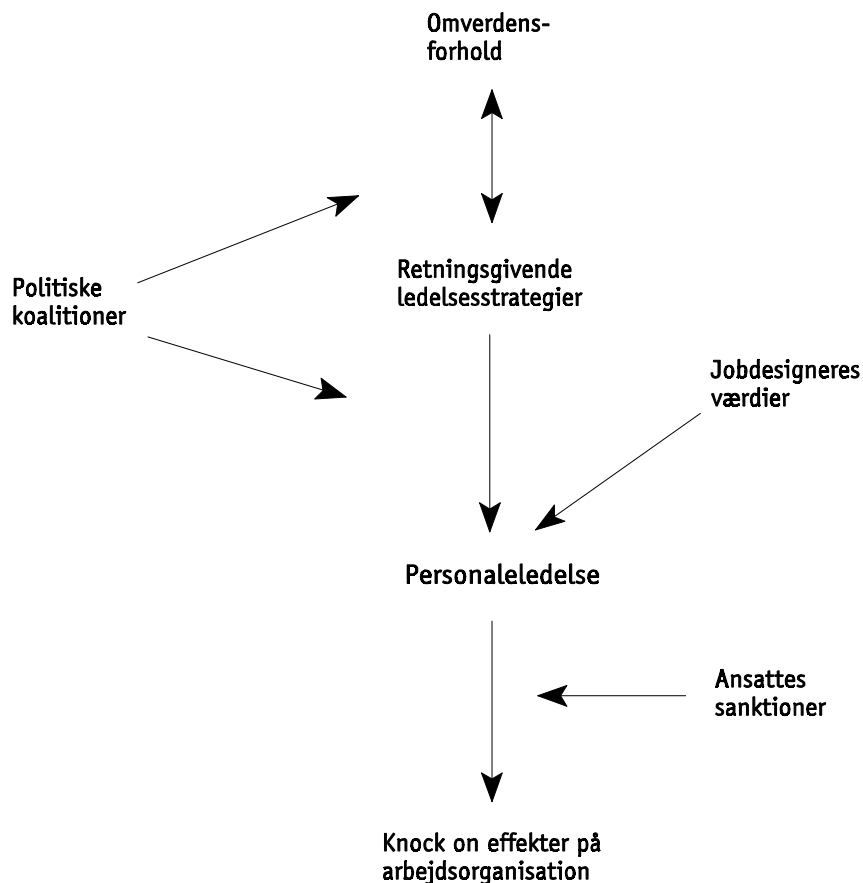 Omverdens-
forhold
Retningsgivende
ledelsesstrategier
Politiske
koalitioner
Jobdesigneres
værdier
Personaleledelse
Ansattes
sanktioner
Knock on effekter på
arbejdsorganisation